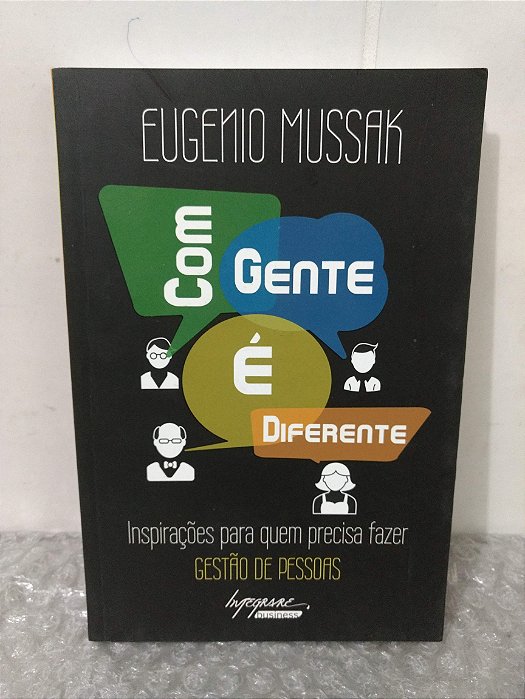 EUGENIO MUSSAK
COM
GENTE
É
DIFERENTE
Inspirações para quem precisa fazer
GESTÃO DE PESSOAS
INTEGRARE
business